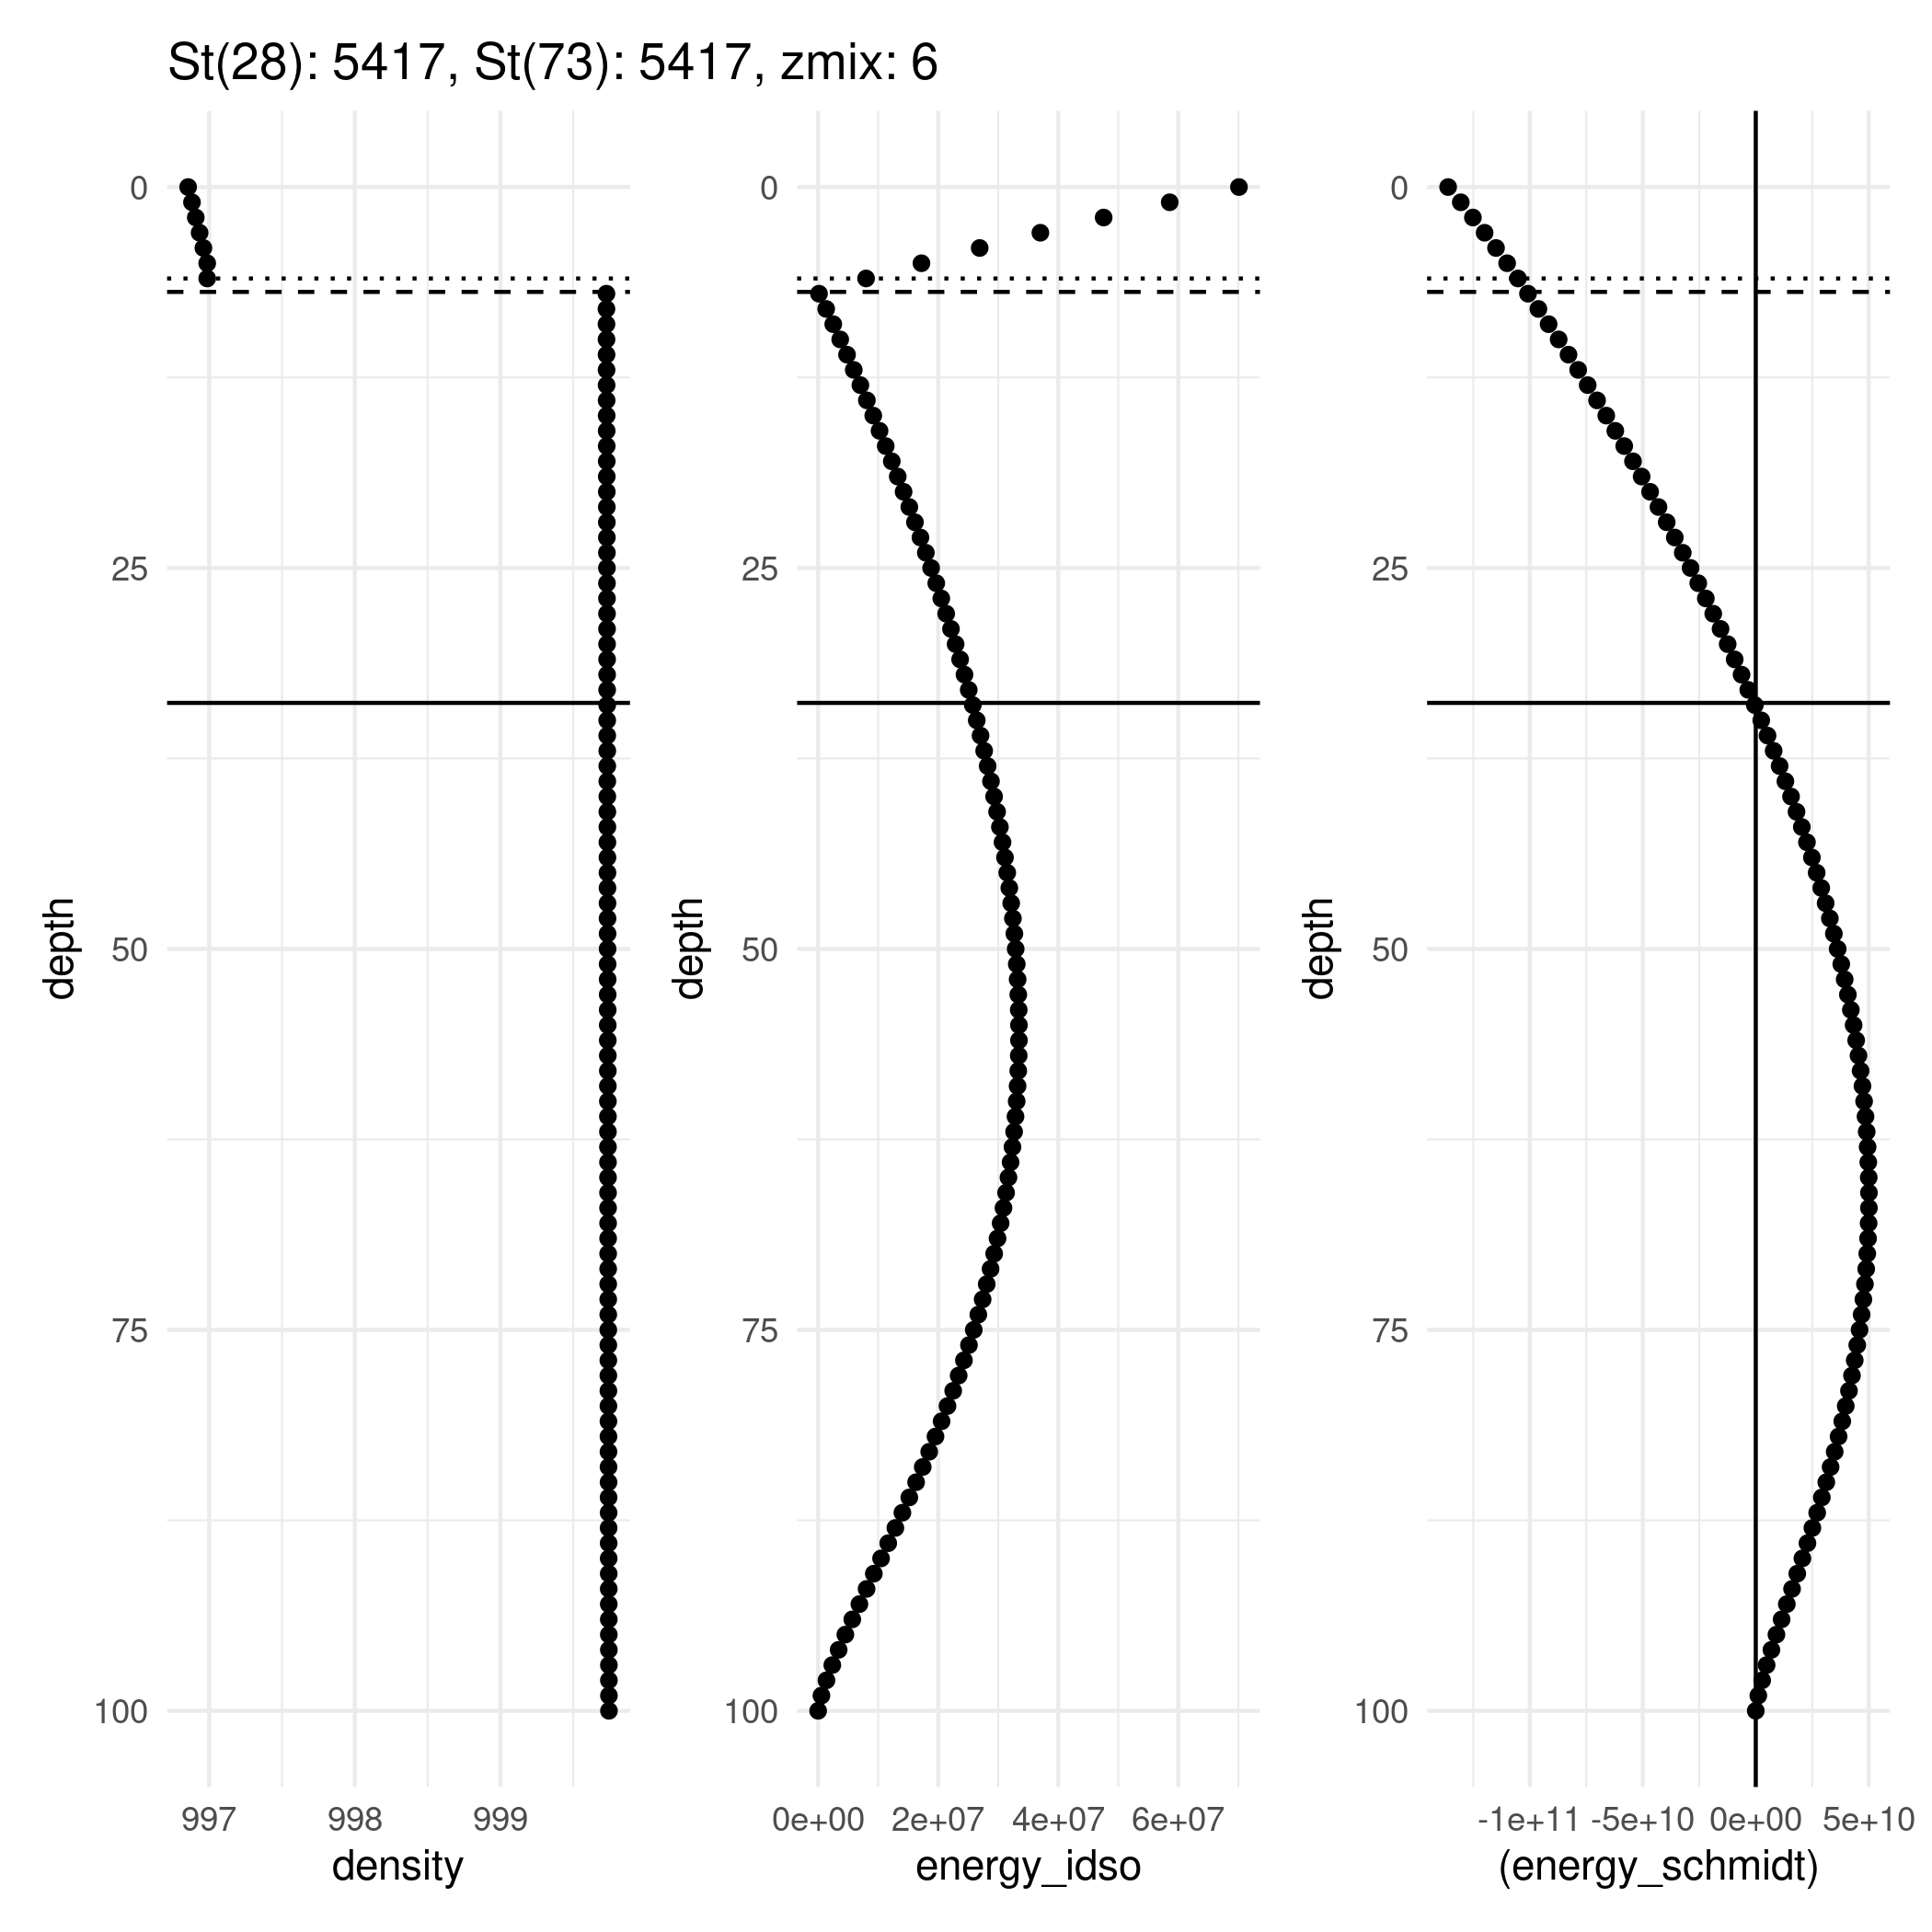 St(28): 5417, St(73): 5417, zmix: 6
0
25
50
75
100
depth
997 998 999
density
0
25
50
75
100
depth
0e+00 2e+07 4e+07 6e+07
energy_idso
0
25
50
75
100
depth
-1e+11 -5e+10 0e+00 5e+10
(energy_schmidt)